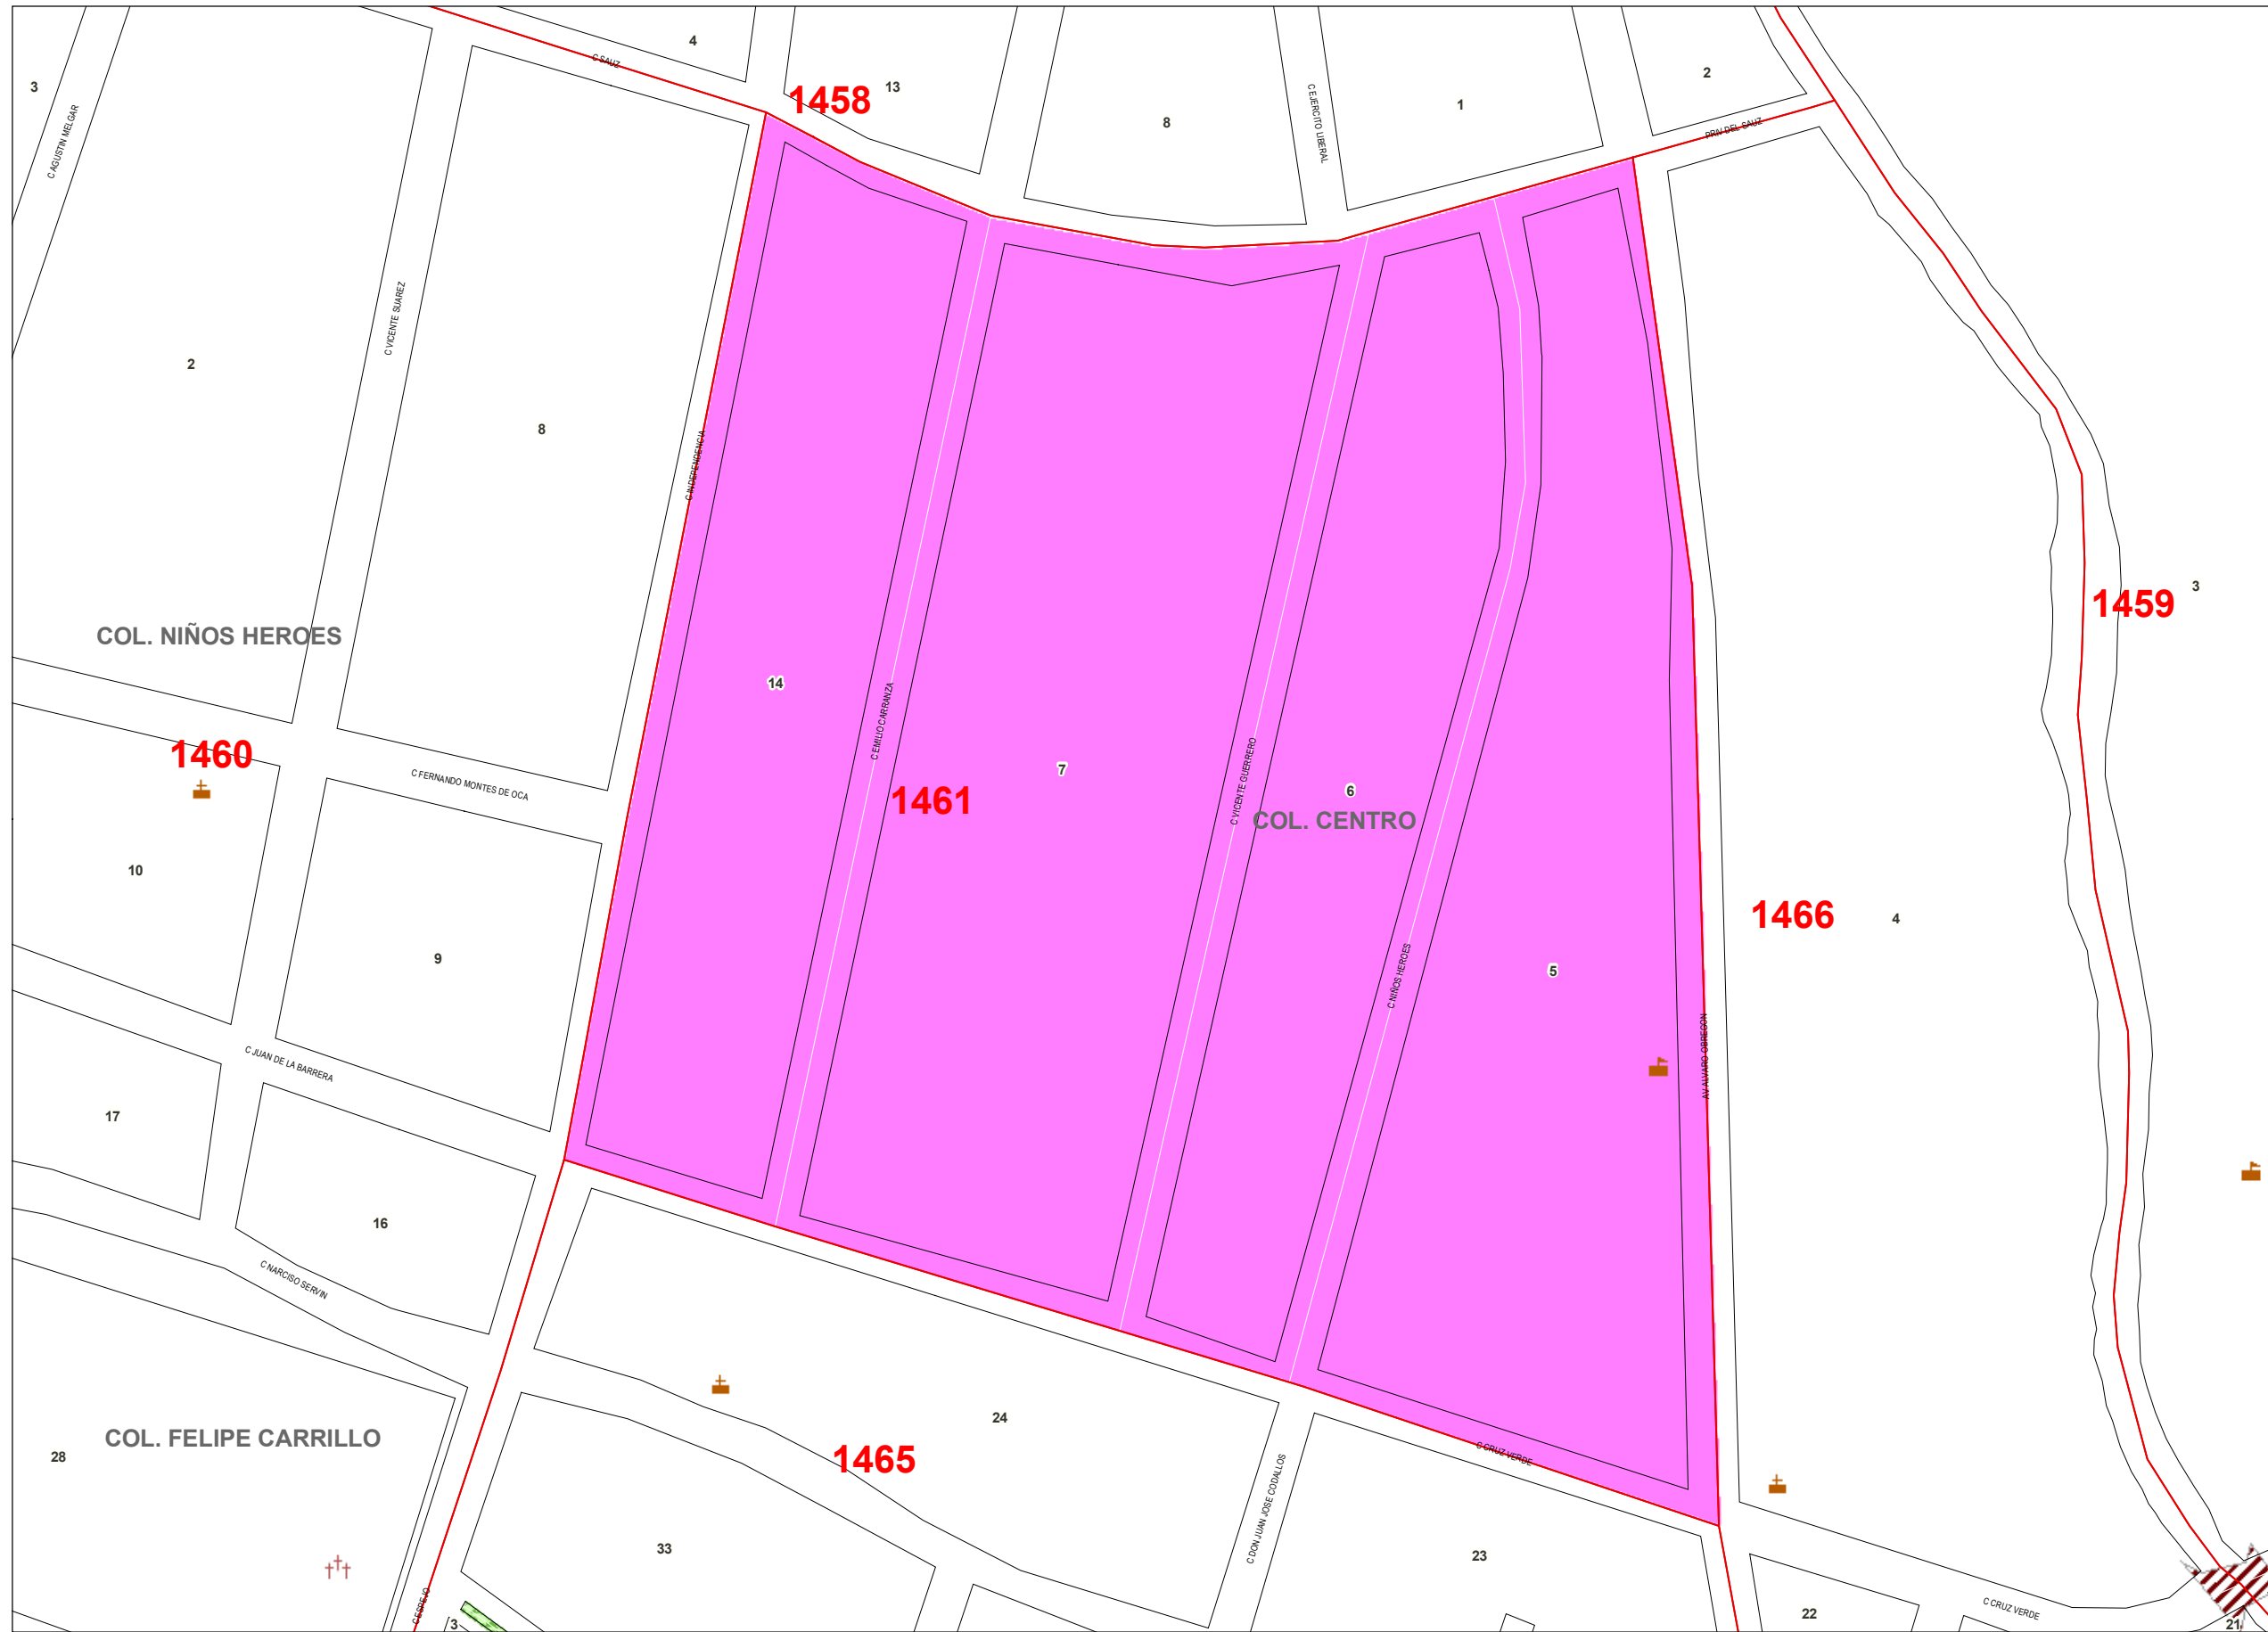 4
C SAUZ
3
13
2
1458
1
8
C EJERCITO LIBERAL
PRIV DEL SAUZ
C AGUSTIN MELGAR
C VICENTE SUAREZ
2
8
C INDEPENDENCIA
3
1459
COL. NIÑOS HEROES
14
C EMILIO CARRANZA
1460
7
C VICENTE GUERRERO
C FERNANDO MONTES DE OCA
6
1461
COL. CENTRO
10
1466
4
9
C NIÑOS HEROES
5
AV ALVARO OBREGON
C JUAN DE LA BARRERA
17
16
C NARCISO SERVIN
24
COL. FELIPE CARRILLO
28
1465
C CRUZ VERDE
C DON JUAN JOSE CODALLOS
33
23
C ESPEJO
C CRUZ VERDE
22
3
21